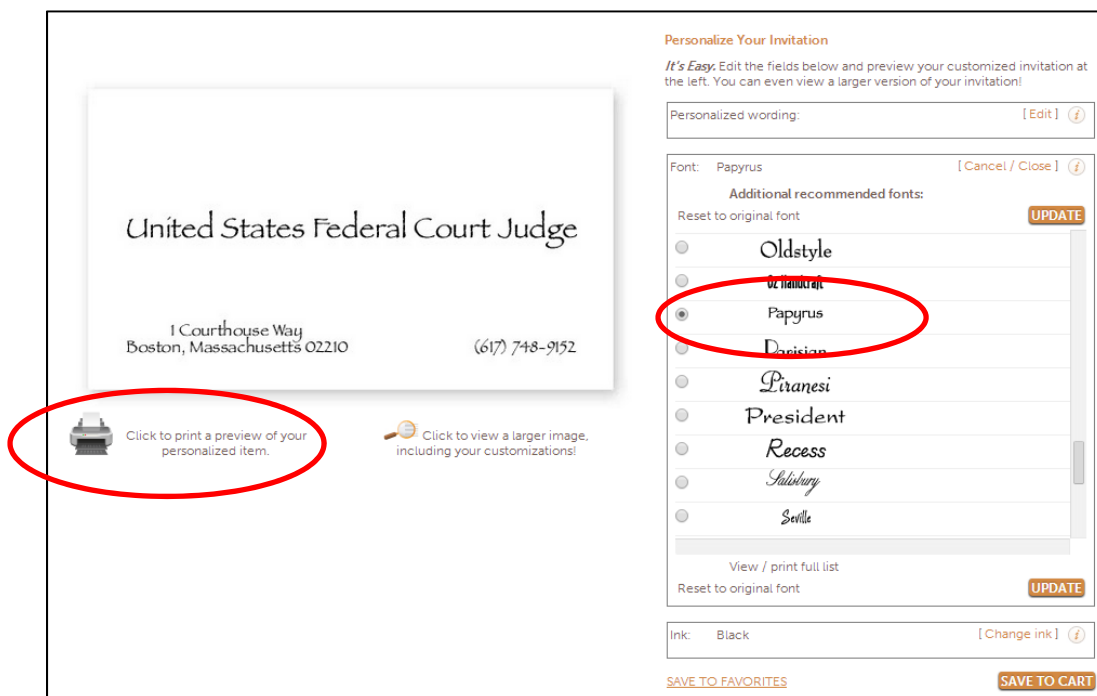 United States Federal Court Judge
1 Courthouse Way
Boston, Massachusetts 02210
(617) 748-9152
Click to print a preview of your
personalized item.
Click to view a larger image,
including your customizations!
Personalize Your Invitation
It's Easy. Edit the fields below and preview your customized invitation at
the left. You can even view a larger version of your invitation!
Personalized wording: [ Edit ] i
Font: Papyrus [ Cancel / Close ] i
Additional recommended fonts:
Reset to original font UPDATE
Oldstyle
Oz Handcraft
Papyrus
Parisian
Piranesi
President
Recess
Salisbury
Seville
View / print full list
Reset to original font UPDATE
Ink: Black [ Change ink ] i
SAVE TO FAVORITES SAVE TO CART